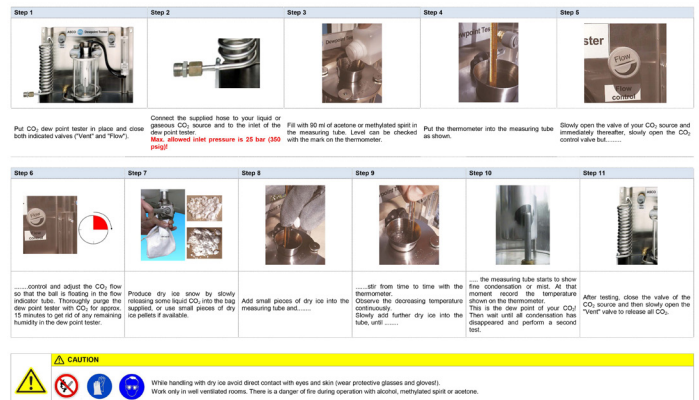 Step 1
Step 2
Step 3
Step 4
Step 5
Dewpoint Tester
wpoint Te
ster
Flow
Flow
control
Put CO₂ dew point tester in place and close
both indicated valves ("Vent" and "Flow").
Connect the supplied hose to your liquid or
gaseous CO₂ source and to the inlet of the
dew point tester.
Max. allowed inlet pressure is 25 bar (350
psig)!
Fill with 90 ml of acetone or methylated spirit in
the measuring tube. Level can be checked
with the mark on the thermometer.
Put the thermometer into the measuring tube
as shown.
Slowly open the valve of your CO₂ source and
immediately thereafter, slowly open the CO₂
control valve but.........
Step 6
Step 7
Step 8
Step 9
Step 10
Step 11
Flow
.........control and adjust the CO₂ flow
so that the ball is floating in the flow
indicator tube. Thoroughly purge the
dew point tester with CO₂ for approx.
15 minutes to get rid of any remaining
humidity in the dew point tester.
Produce dry ice snow by slowly
releasing some liquid CO₂ into the bag
supplied, or use small pieces of dry
ice pellets if available.
Add small pieces of dry ice into the
measuring tube and........
........stir from time to time with the
thermometer.
Observe the decreasing temperature
continuously.
Slowly add further dry ice into the
tube, until ........
...... the measuring tube starts to show
fine condensation or mist. At that
moment record the temperature
shown on the thermometer.
This is the dew point of your CO₂!
Then wait until all condensation has
disappeared and perform a second
test.
After testing, close the valve of the
CO₂ source and then slowly open the
"Vent" valve to release all CO₂.
CAUTION
While handling with dry ice avoid direct contact with eyes and skin (wear protective glasses and gloves!).
Work only in well ventilated rooms. There is a danger of fire during operation with alcohol, methylated spirit or acetone.